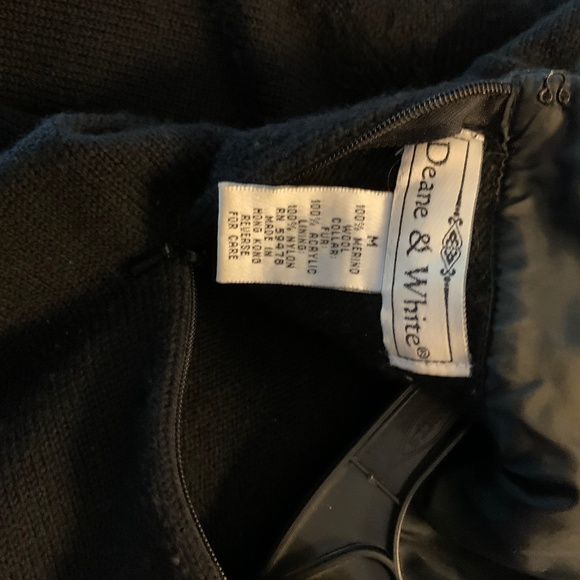 Deane & White®
M
100% MERINO
WOOL
COLLAR:
FUR
100% ACRYLIC
LINING:
100% NYLON
MADE IN
HONG KONG
RN 59478
REVERSE
FOR CARE